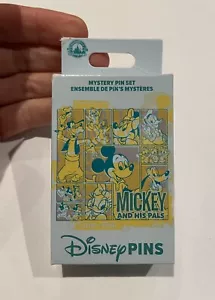 MYSTERY PIN SET
ENSEMBLE DE PIN'S MYSTÈRES
MICKEY
AND HIS PALS
Disney PINS